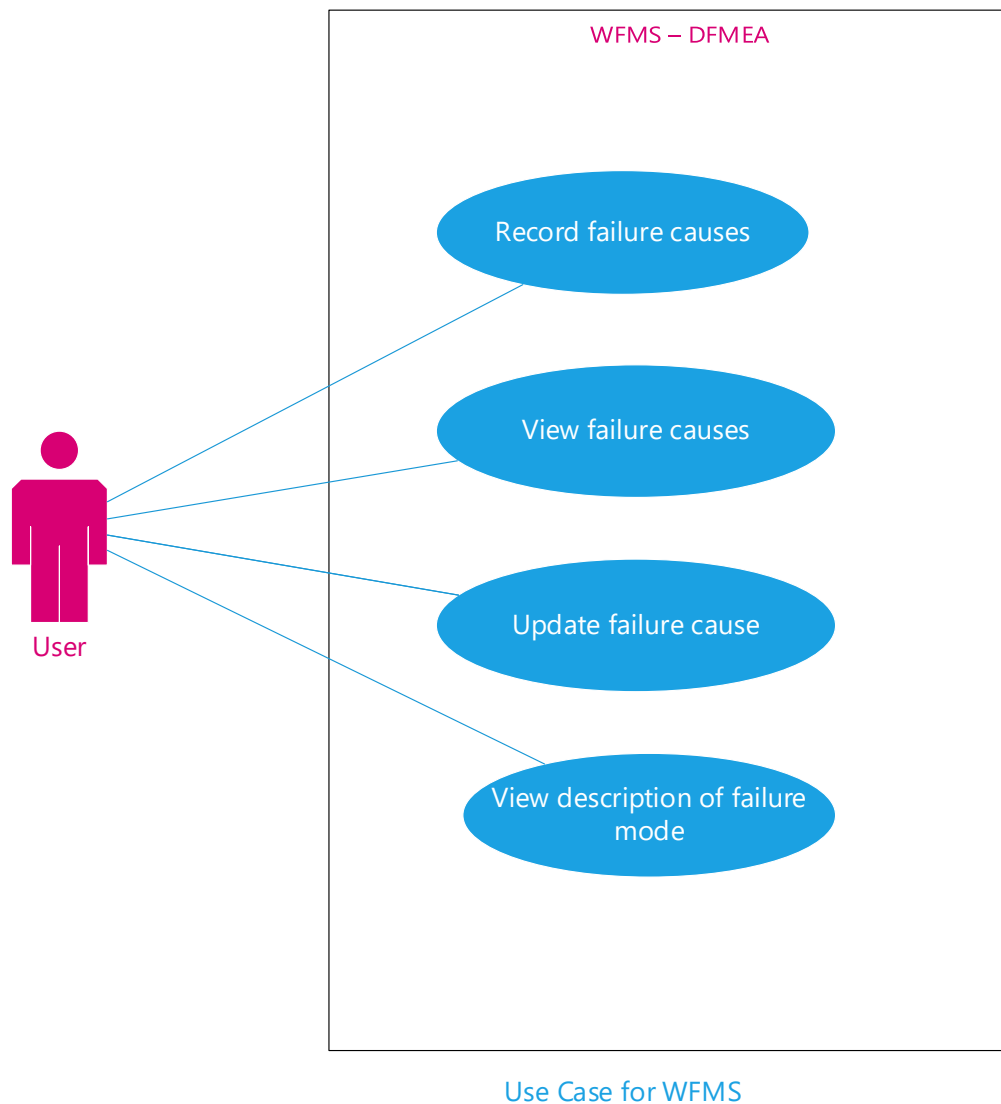 WFMS – DFMEA
Record failure causes
View failure causes
User
Update failure cause
View description of failure
mode
Use Case for WFMS